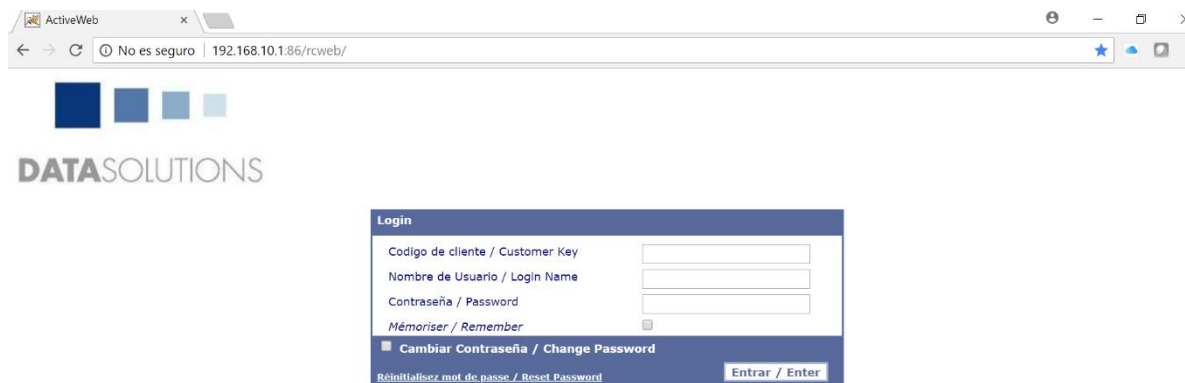 ActiveWeb
No es seguro 192.168.10.1:86/rcweb/
DATASOLUTIONS
Login
Codigo de cliente / Customer Key
Nombre de Usuario / Login Name
Contraseña / Password
Mémoriser / Remember
Cambiar Contraseña / Change Password
Réinitialisez mot de passe / Reset Password Entrar / Enter